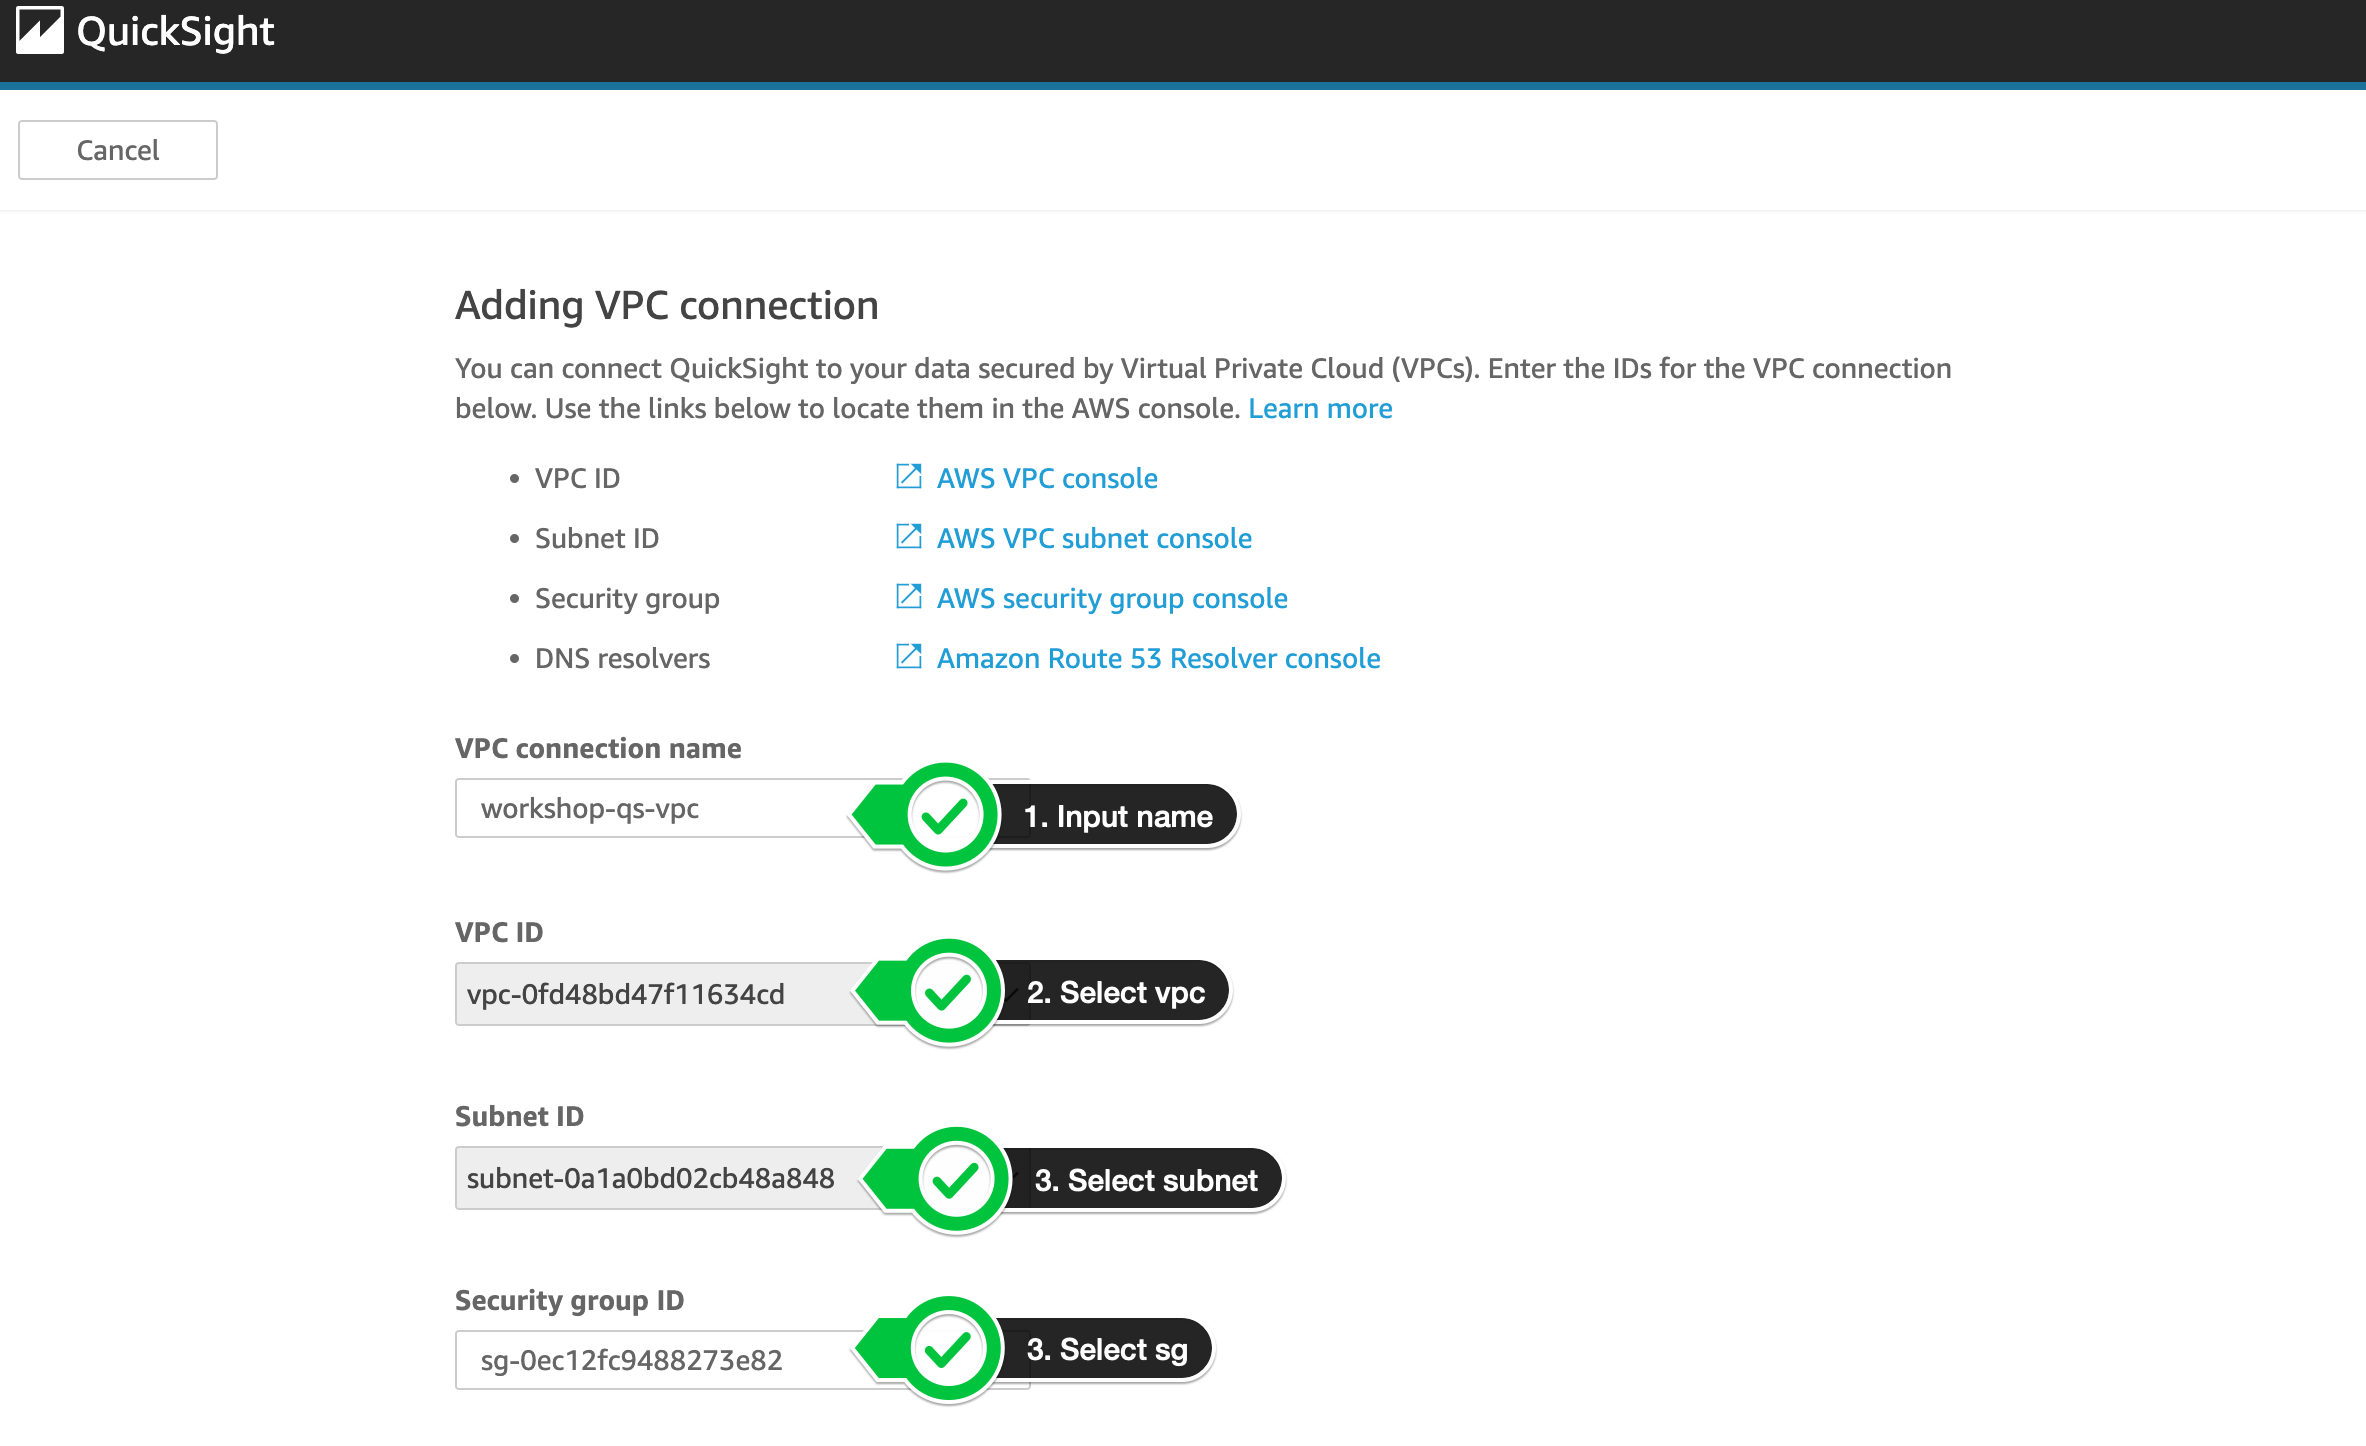 QuickSight
Cancel
Adding VPC connection
You can connect QuickSight to your data secured by Virtual Private Cloud (VPCs). Enter the IDs for the VPC connection
below. Use the links below to locate them in the AWS console. Learn more
• VPC ID AWS VPC console
• Subnet ID AWS VPC subnet console
• Security group AWS security group console
• DNS resolvers Amazon Route 53 Resolver console
VPC connection name
workshop-qs-vpc 1. Input name
VPC ID
vpc-0fd48bd47f11634cd 2. Select vpc
Subnet ID
subnet-0a1a0bd02cb48a848 3. Select subnet
Security group ID
sg-0ec12fc9488273e82 3. Select sg